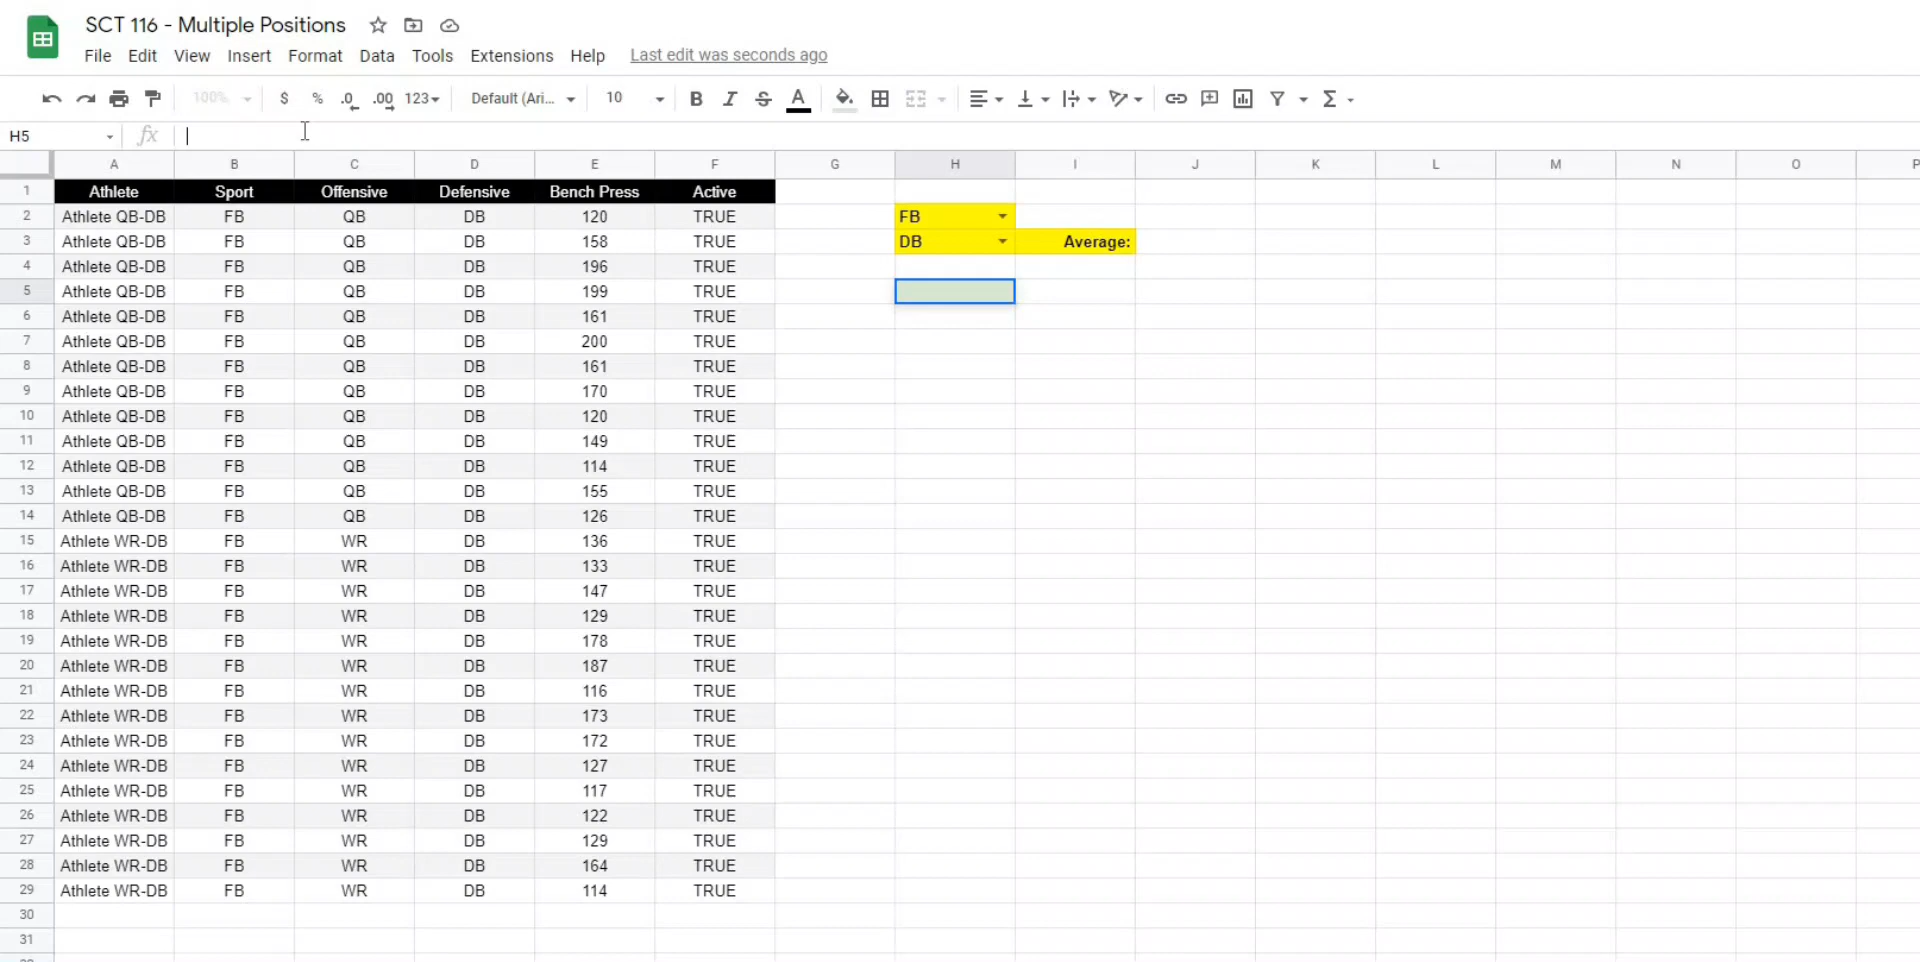 SCT 116 - Multiple Positions
File Edit View Insert Format Data Tools Extensions Help Last edit was seconds ago
100% $ % .0 .00 123 Default (Ari... 10 B I S A Σ
H5 fx
A B C D E F G H I J K L M N O P
1 Athlete Sport Offensive Defensive Bench Press Active
2 Athlete QB-DB FB QB DB 120 TRUE FB
3 Athlete QB-DB FB QB DB 158 TRUE DB Average:
4 Athlete QB-DB FB QB DB 196 TRUE
5 Athlete QB-DB FB QB DB 199 TRUE
6 Athlete QB-DB FB QB DB 161 TRUE
7 Athlete QB-DB FB QB DB 200 TRUE
8 Athlete QB-DB FB QB DB 161 TRUE
9 Athlete QB-DB FB QB DB 170 TRUE
10 Athlete QB-DB FB QB DB 120 TRUE
11 Athlete QB-DB FB QB DB 149 TRUE
12 Athlete QB-DB FB QB DB 114 TRUE
13 Athlete QB-DB FB QB DB 155 TRUE
14 Athlete QB-DB FB QB DB 126 TRUE
15 Athlete WR-DB FB WR DB 136 TRUE
16 Athlete WR-DB FB WR DB 133 TRUE
17 Athlete WR-DB FB WR DB 147 TRUE
18 Athlete WR-DB FB WR DB 129 TRUE
19 Athlete WR-DB FB WR DB 178 TRUE
20 Athlete WR-DB FB WR DB 187 TRUE
21 Athlete WR-DB FB WR DB 116 TRUE
22 Athlete WR-DB FB WR DB 173 TRUE
23 Athlete WR-DB FB WR DB 172 TRUE
24 Athlete WR-DB FB WR DB 127 TRUE
25 Athlete WR-DB FB WR DB 117 TRUE
26 Athlete WR-DB FB WR DB 122 TRUE
27 Athlete WR-DB FB WR DB 129 TRUE
28 Athlete WR-DB FB WR DB 164 TRUE
29 Athlete WR-DB FB WR DB 114 TRUE
30
31